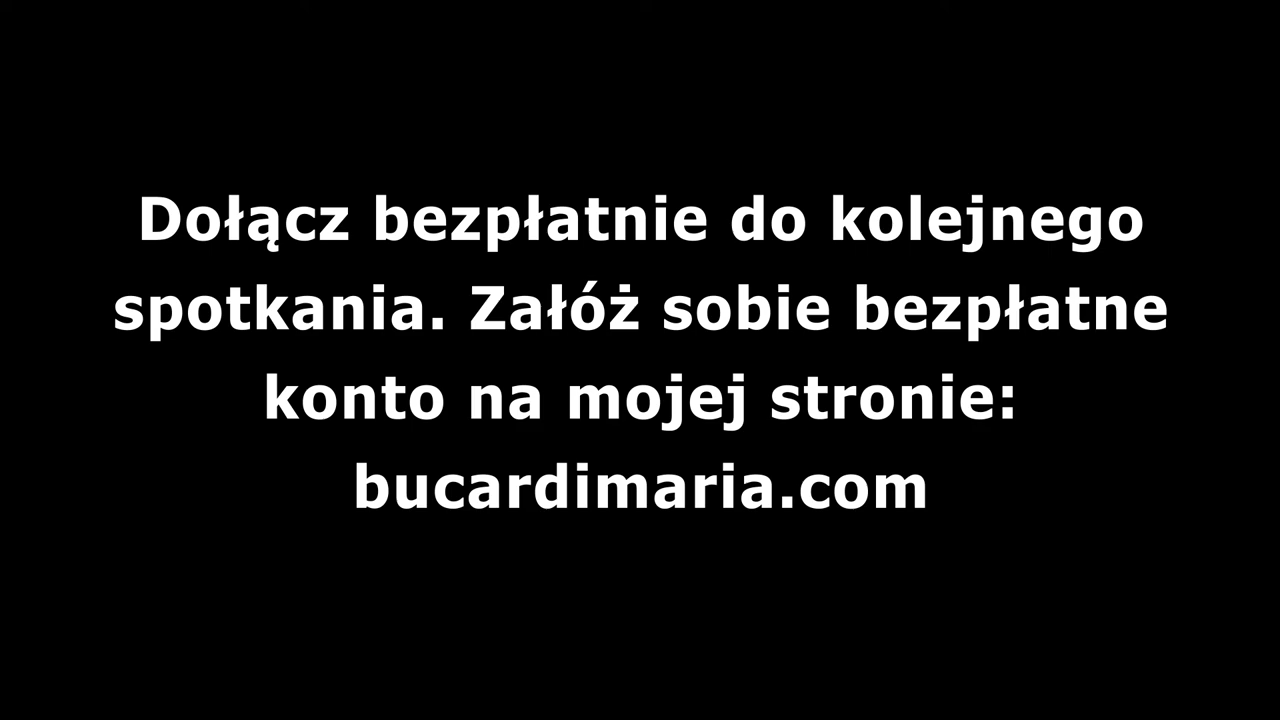 Dołącz bezpłatnie do kolejnego
spotkania. Załóż sobie bezpłatne
konto na mojej stronie:
bucardimaria.com